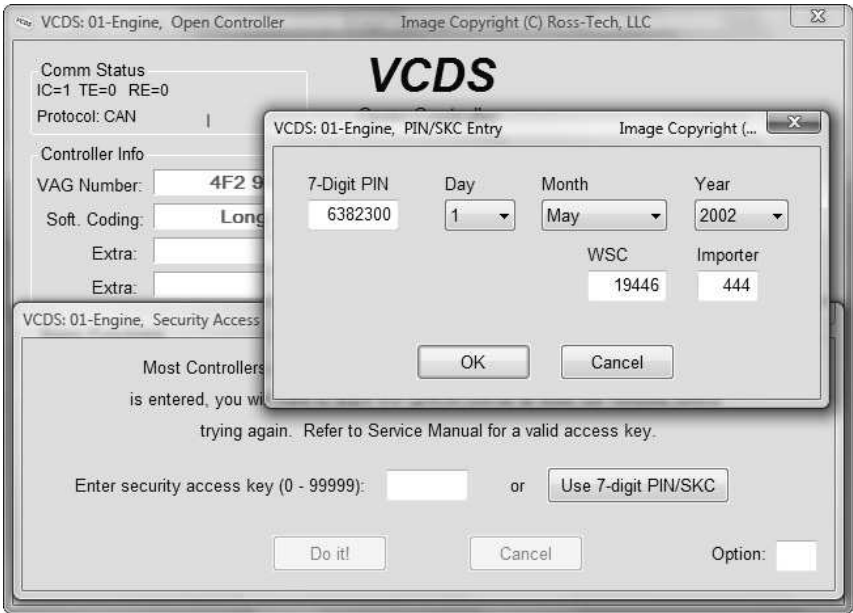 VCDS: 01-Engine, Open Controller Image Copyright (C) Ross-Tech, LLC
Comm Status
IC=1 TE=0 RE=0
Protocol: CAN
VCDS
Controller Info
VAG Number: 4F2 9
Soft. Coding: Long
Extra:
Extra:
VCDS: 01-Engine, PIN/SKC Entry Image Copyright (...
7-Digit PIN Day Month Year
6382300 1 May 2002
WSC Importer
19446 444
OK Cancel
VCDS: 01-Engine, Security Access
Most Controllers
is entered, you
trying again. Refer to Service Manual for a valid access key.
Enter security access key (0 - 99999): or Use 7-digit PIN/SKC
Do it! Cancel Option: